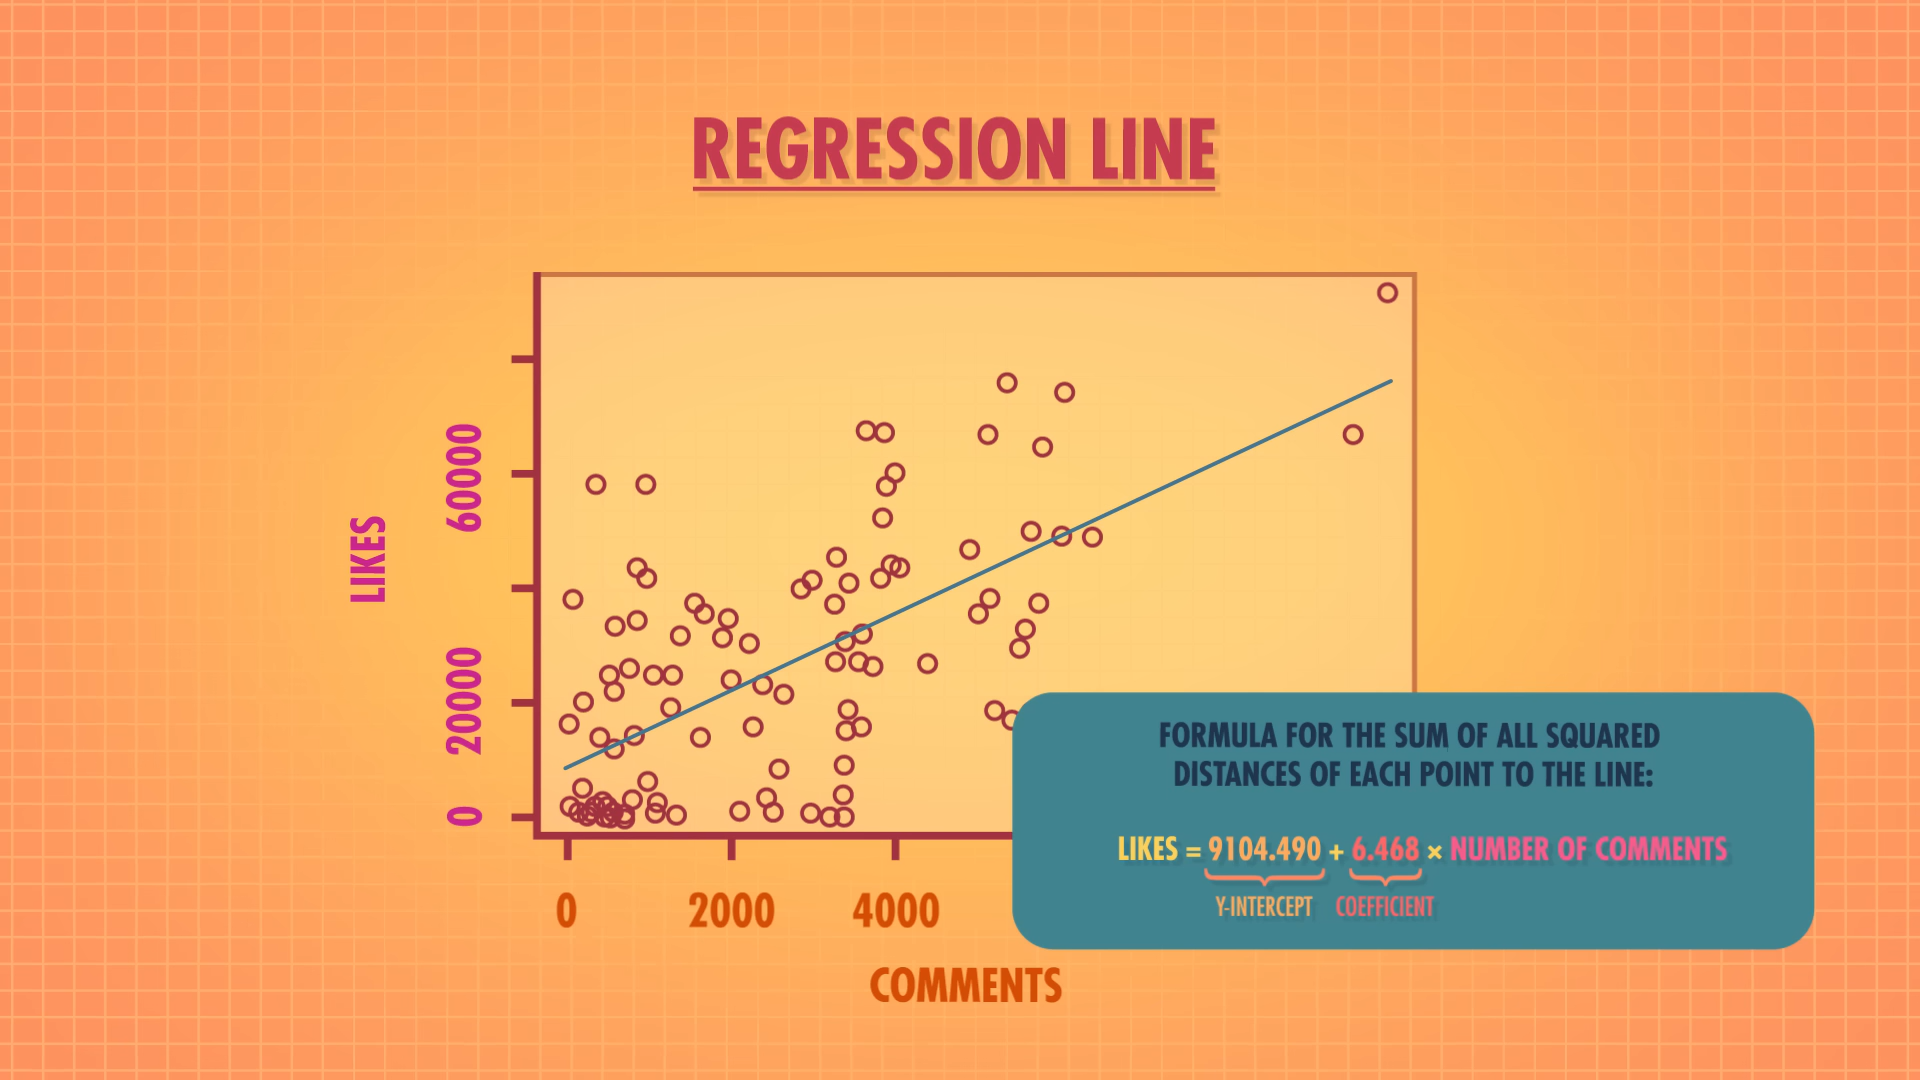 REGRESSION LINE
LIKES
60000
20000
0
0 2000 4000
COMMENTS
FORMULA FOR THE SUM OF ALL SQUARED
DISTANCES OF EACH POINT TO THE LINE:
LIKES = 9104.490 + 6.468 × NUMBER OF COMMENTS
Y-INTERCEPT COEFFICIENT